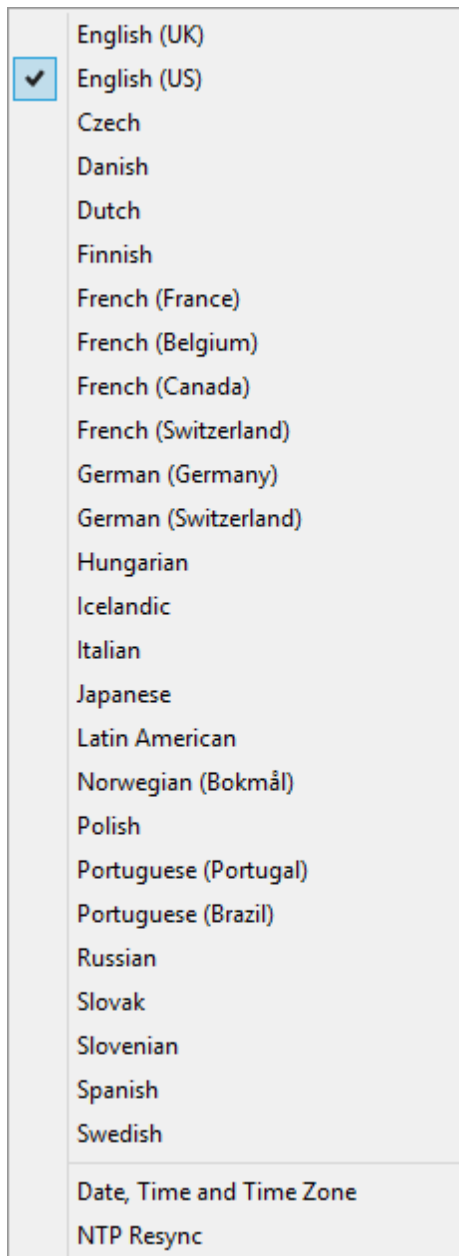 English (UK)
English (US)
Czech
Danish
Dutch
Finnish
French (France)
French (Belgium)
French (Canada)
French (Switzerland)
German (Germany)
German (Switzerland)
Hungarian
Icelandic
Italian
Japanese
Latin American
Norwegian (Bokmål)
Polish
Portuguese (Portugal)
Portuguese (Brazil)
Russian
Slovak
Slovenian
Spanish
Swedish
Date, Time and Time Zone
NTP Resync